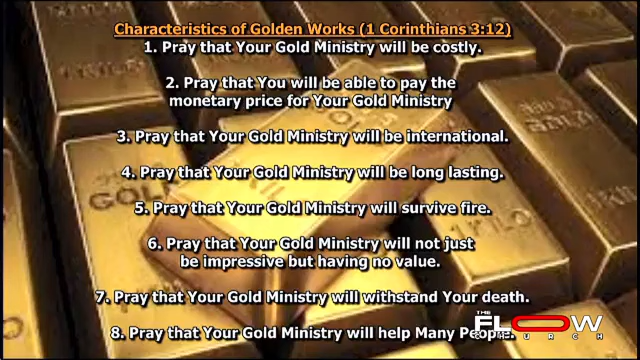 Characteristics of Golden Works (1 Corinthians 3:12)
1. Pray that Your Gold Ministry will be costly.
2. Pray that You will be able to pay the
monetary price for Your Gold Ministry
3. Pray that Your Gold Ministry will be international.
4. Pray that Your Gold Ministry will be long lasting.
5. Pray that Your Gold Ministry will survive fire.
6. Pray that Your Gold Ministry will not just
be impressive but having no value.
7. Pray that Your Gold Ministry will withstand Your death.
8. Pray that Your Gold Ministry will help Many People.
THE
FLOW
CHURCH
GOLD
GOLD
1 KILO